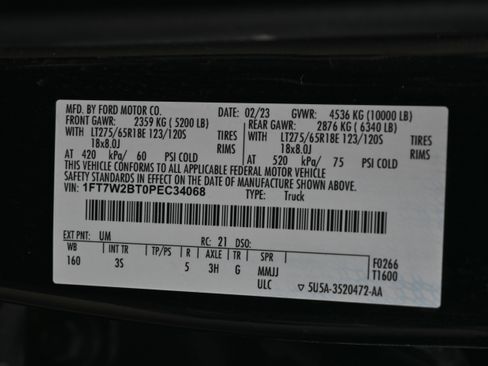 MFD. BY FORD MOTOR CO.
DATE: 02/23 GVWR: 4536 KG (10000 LB)
FRONT GAWR: 2359 KG (5200 LB) REAR GAWR: 2876 KG (6340 LB)
WITH LT275/65R18E 123/120S TIRES WITH LT275/65R18E 123/120S TIRES
18x8.0J RIMS 18x8.0J RIMS
AT 420 kPa/ 60 PSI COLD AT 520 kPa/ 75 PSI COLD
THIS VEHICLE CONFORMS TO ALL APPLICABLE FEDERAL MOTOR VEHICLE
SAFETY STANDARDS IN EFFECT ON THE DATE OF MANUFACTURE SHOWN ABOVE.
VIN: 1FT7W2BT0PEC34068 TYPE: Truck
EXT PNT: UM RC: 21 DSO:
WB INT TR TP/PS R AXLE TR SPR F0266
160 3S 5 3H G MMJJ T1600
ULC ▽ 5U5A-3520472-AA